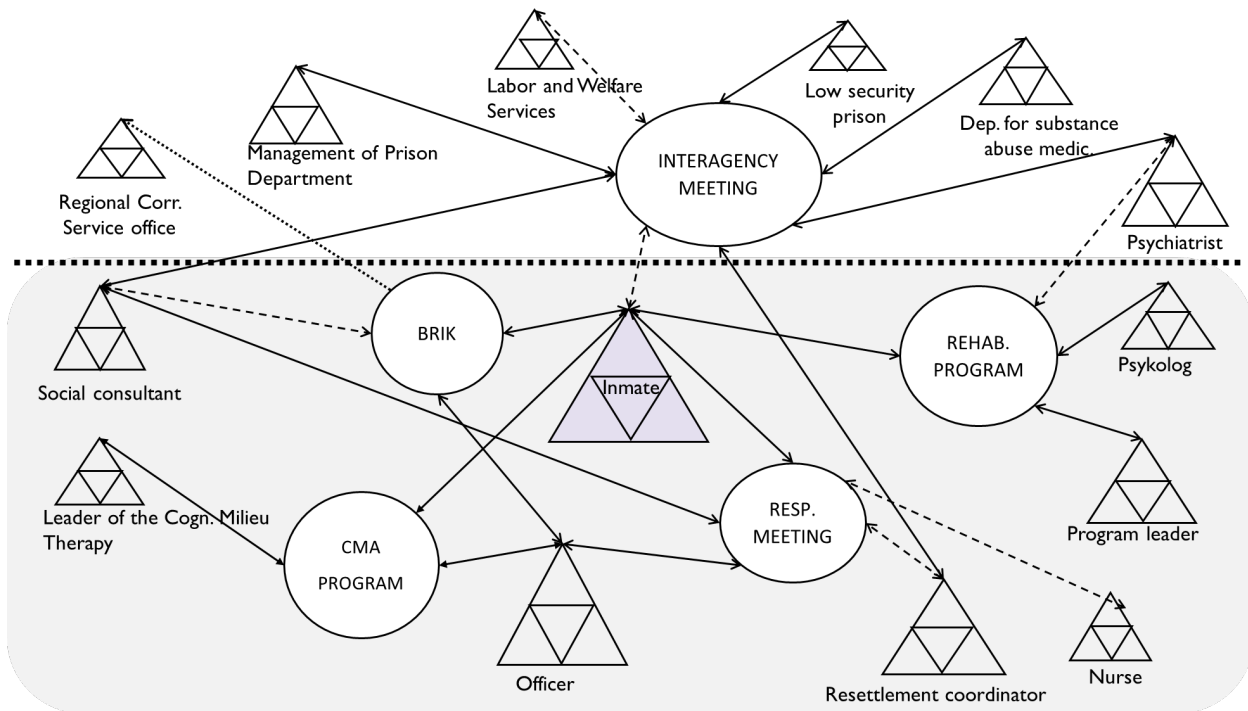 Labor and Welfare
Services
Low security
prison
Dep. for substance
abuse medic.
Management of Prison
Department
INTERAGENCY
MEETING
Regional Corr.
Service office
Psychiatrist
BRIK
REHAB.
PROGRAM
Psykolog
Social consultant
Inmate
Leader of the Cogn. Milieu
Therapy
RESP.
MEETING
Program leader
CMA
PROGRAM
Officer
Resettlement coordinator
Nurse